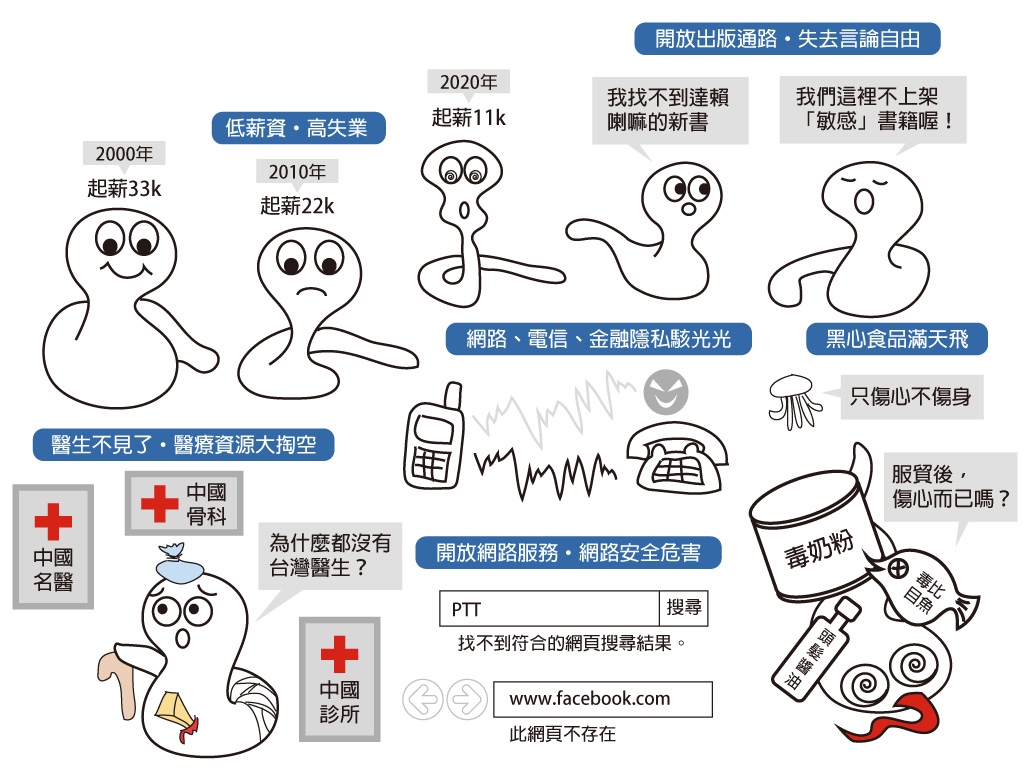 開放出版通路・失去言論自由
2020年
起薪11k
我找不到達賴
喇嘛的新書
我們這裡不上架
「敏感」書籍喔！
低薪資・高失業
2000年
起薪33k
2010年
起薪22k
網路、電信、金融隱私駭光光
黑心食品滿天飛
只傷心不傷身
醫生不見了・醫療資源大掏空
服貿後，
傷心而已嗎？
中國
名醫
中國
骨科
為什麼都沒有
台灣醫生？
中國
診所
開放網路服務・網路安全危害
PTT
搜尋
找不到符合的網頁搜尋結果。
www.facebook.com
此網頁不存在
毒奶粉
毒比
目魚
頭髮醬油